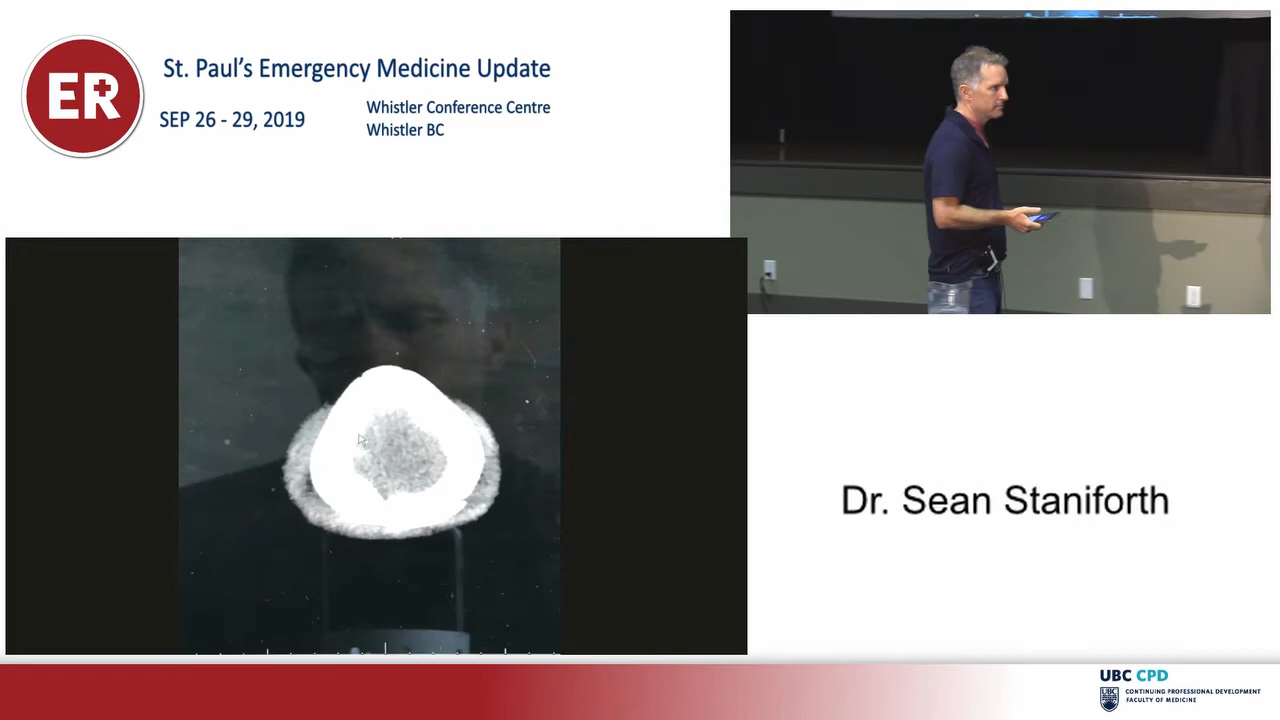 ER
St. Paul's Emergency Medicine Update
SEP 26 - 29, 2019
Whistler Conference Centre
Whistler BC
Dr. Sean Staniforth
UBC CPD
UBC
CONTINUING PROFESSIONAL DEVELOPMENT
FACULTY OF MEDICINE